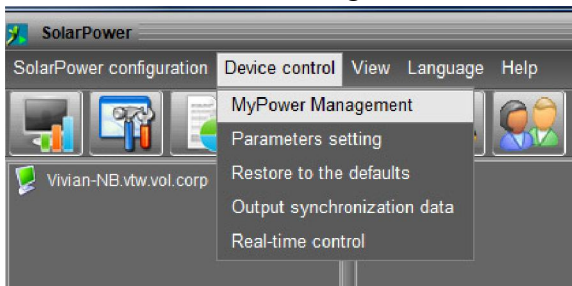 SolarPower
SolarPower configuration Device control View Language Help
MyPower Management
Parameters setting
Restore to the defaults
Vivian-NB.vtw.vol.corp
Output synchronization data
Real-time control